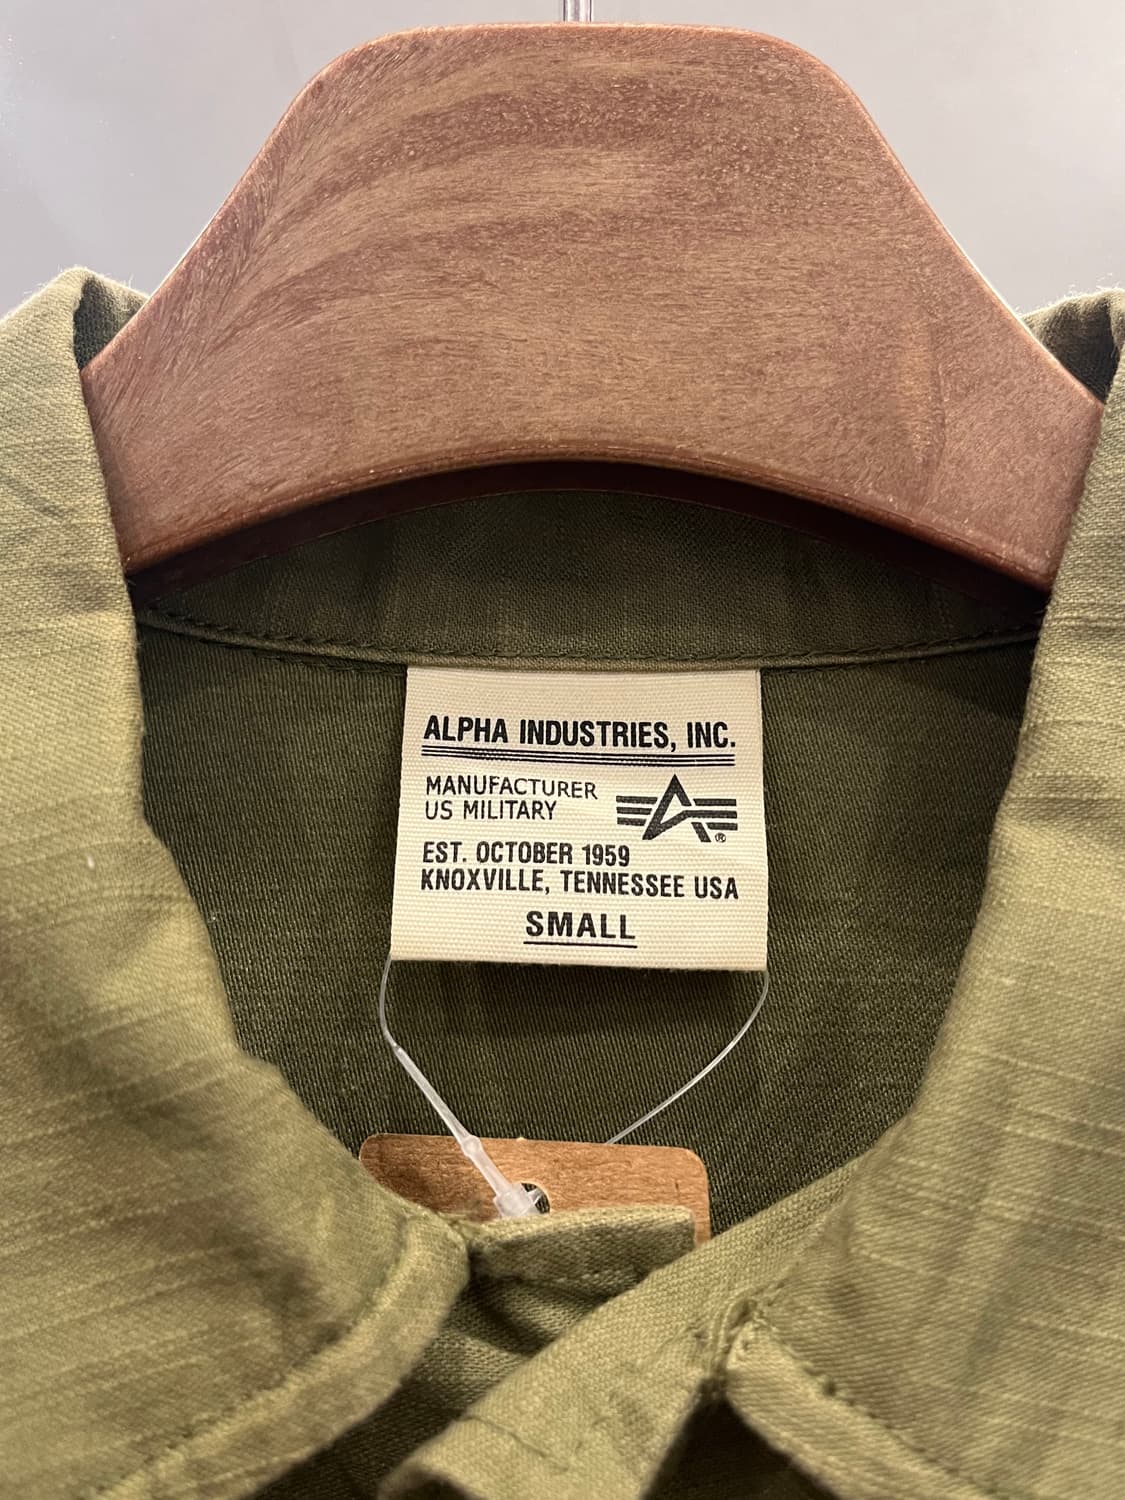 ALPHA INDUSTRIES, INC.
MANUFACTURER
US MILITARY
®
EST. OCTOBER 1959
KNOXVILLE, TENNESSEE USA
SMALL